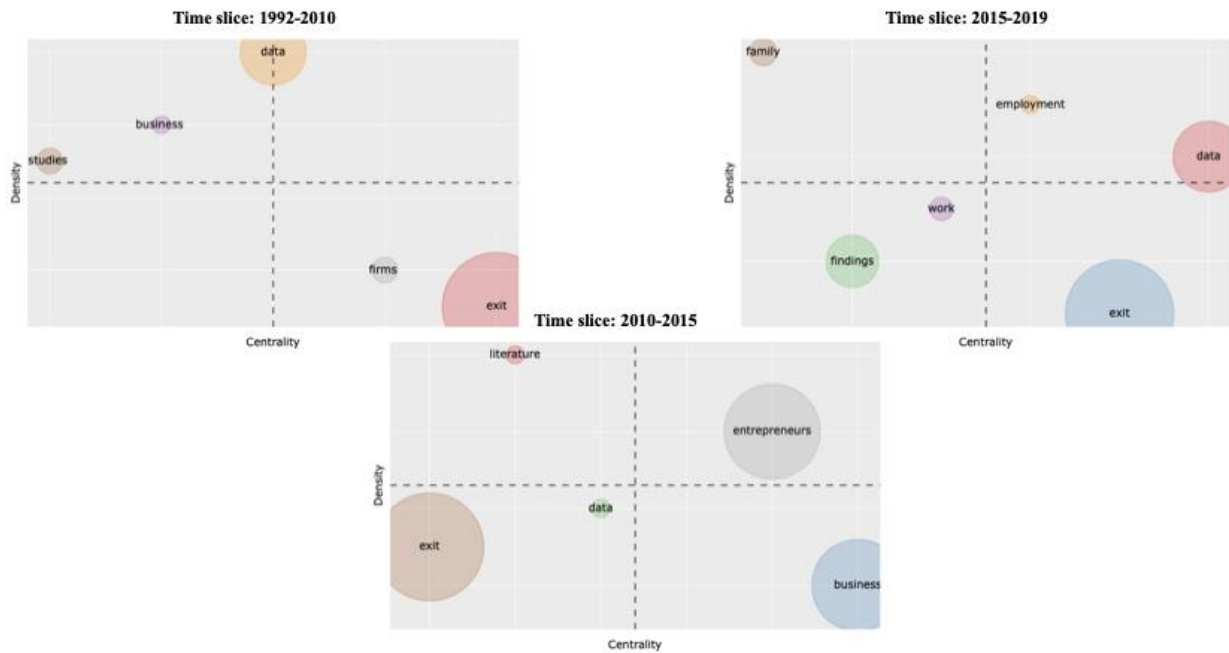 Time slice: 1992-2010
data
business
studies
Density
firms
exit
Centrality
Time slice: 2015-2019
family
employment
data
Density
work
findings
exit
Centrality
Time slice: 2010-2015
literature
entrepreneurs
Density
data
exit
business
Centrality